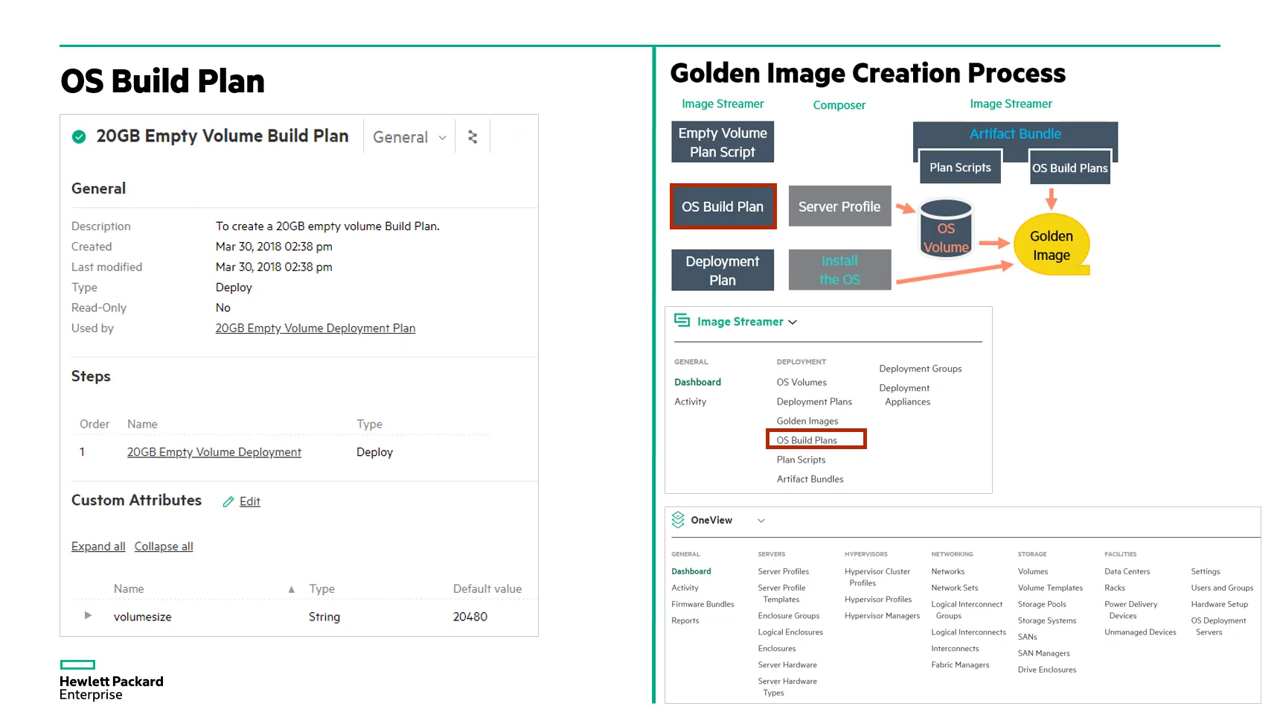 OS Build Plan
20GB Empty Volume Build Plan
General
General
Description To create a 20GB empty volume Build Plan.
Created Mar 30, 2018 02:38 pm
Last modified Mar 30, 2018 02:38 pm
Type Deploy
Read-Only No
Used by 20GB Empty Volume Deployment Plan
Steps
Order Name Type
1 20GB Empty Volume Deployment Deploy
Custom Attributes Edit
Expand all Collapse all
Name Type Default value
volumesize String 20480
Hewlett Packard
Enterprise
Golden Image Creation Process
Image Streamer Composer Image Streamer
Empty Volume
Plan Script
Artifact Bundle
Plan Scripts
OS Build Plans
OS Build Plan
Server Profile
OS
Volume
Golden
Image
Deployment
Plan
Install
the OS
Image Streamer
GENERAL
Dashboard
Activity
DEPLOYMENT
OS Volumes
Deployment Plans
Golden Images
OS Build Plans
Plan Scripts
Artifact Bundles
Deployment Groups
Deployment
Appliances
OneView
GENERAL
Dashboard
Activity
Firmware Bundles
Reports
SERVERS
Server Profiles
Server Profile
Templates
Enclosure Groups
Logical Enclosures
Enclosures
Server Hardware
Server Hardware
Types
HYPERVISORS
Hypervisor Cluster
Profiles
Hypervisor Profiles
Hypervisor Managers
NETWORKING
Networks
Network Sets
Logical Interconnect
Groups
Logical Interconnects
Interconnects
Fabric Managers
STORAGE
Volumes
Volume Templates
Storage Pools
Storage Systems
SANs
SAN Managers
Drive Enclosures
FACILITIES
Data Centers
Racks
Power Delivery
Devices
Unmanaged Devices
Settings
Users and Groups
Hardware Setup
OS Deployment
Servers